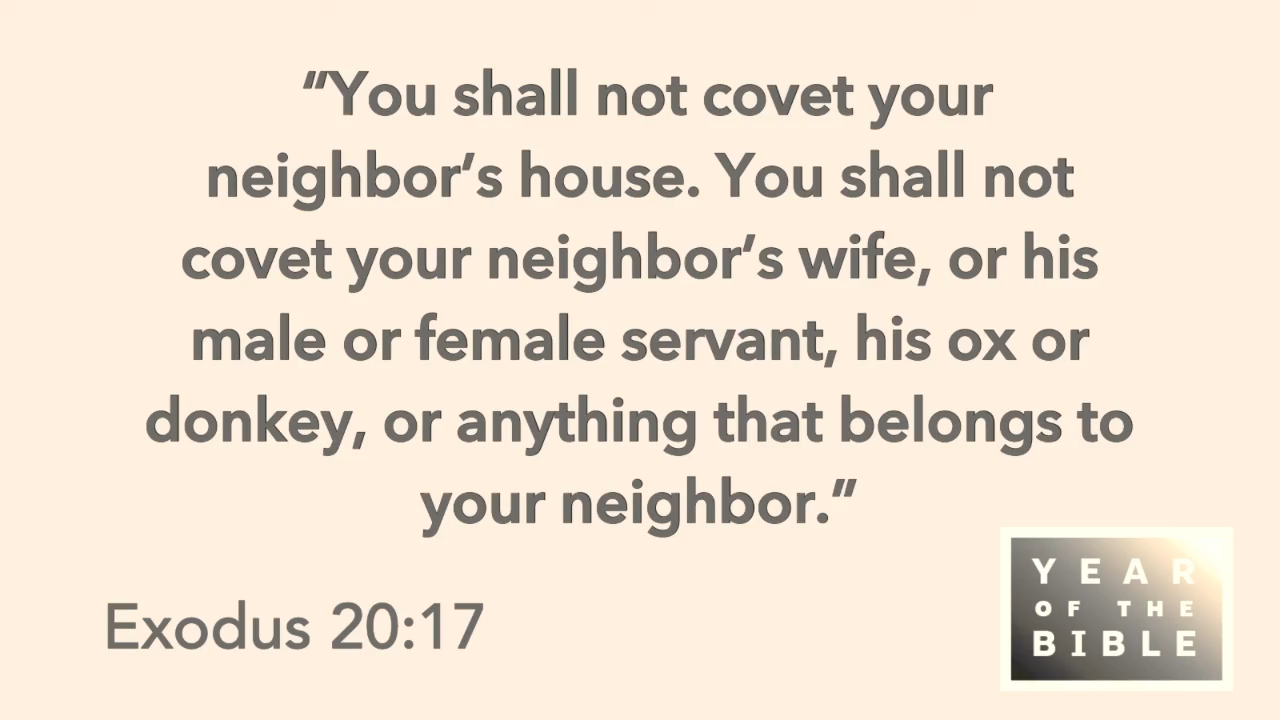 “You shall not covet your
neighbor’s house. You shall not
covet your neighbor’s wife, or his
male or female servant, his ox or
donkey, or anything that belongs to
your neighbor.”
Exodus 20:17
YEAR
OF THE
BIBLE